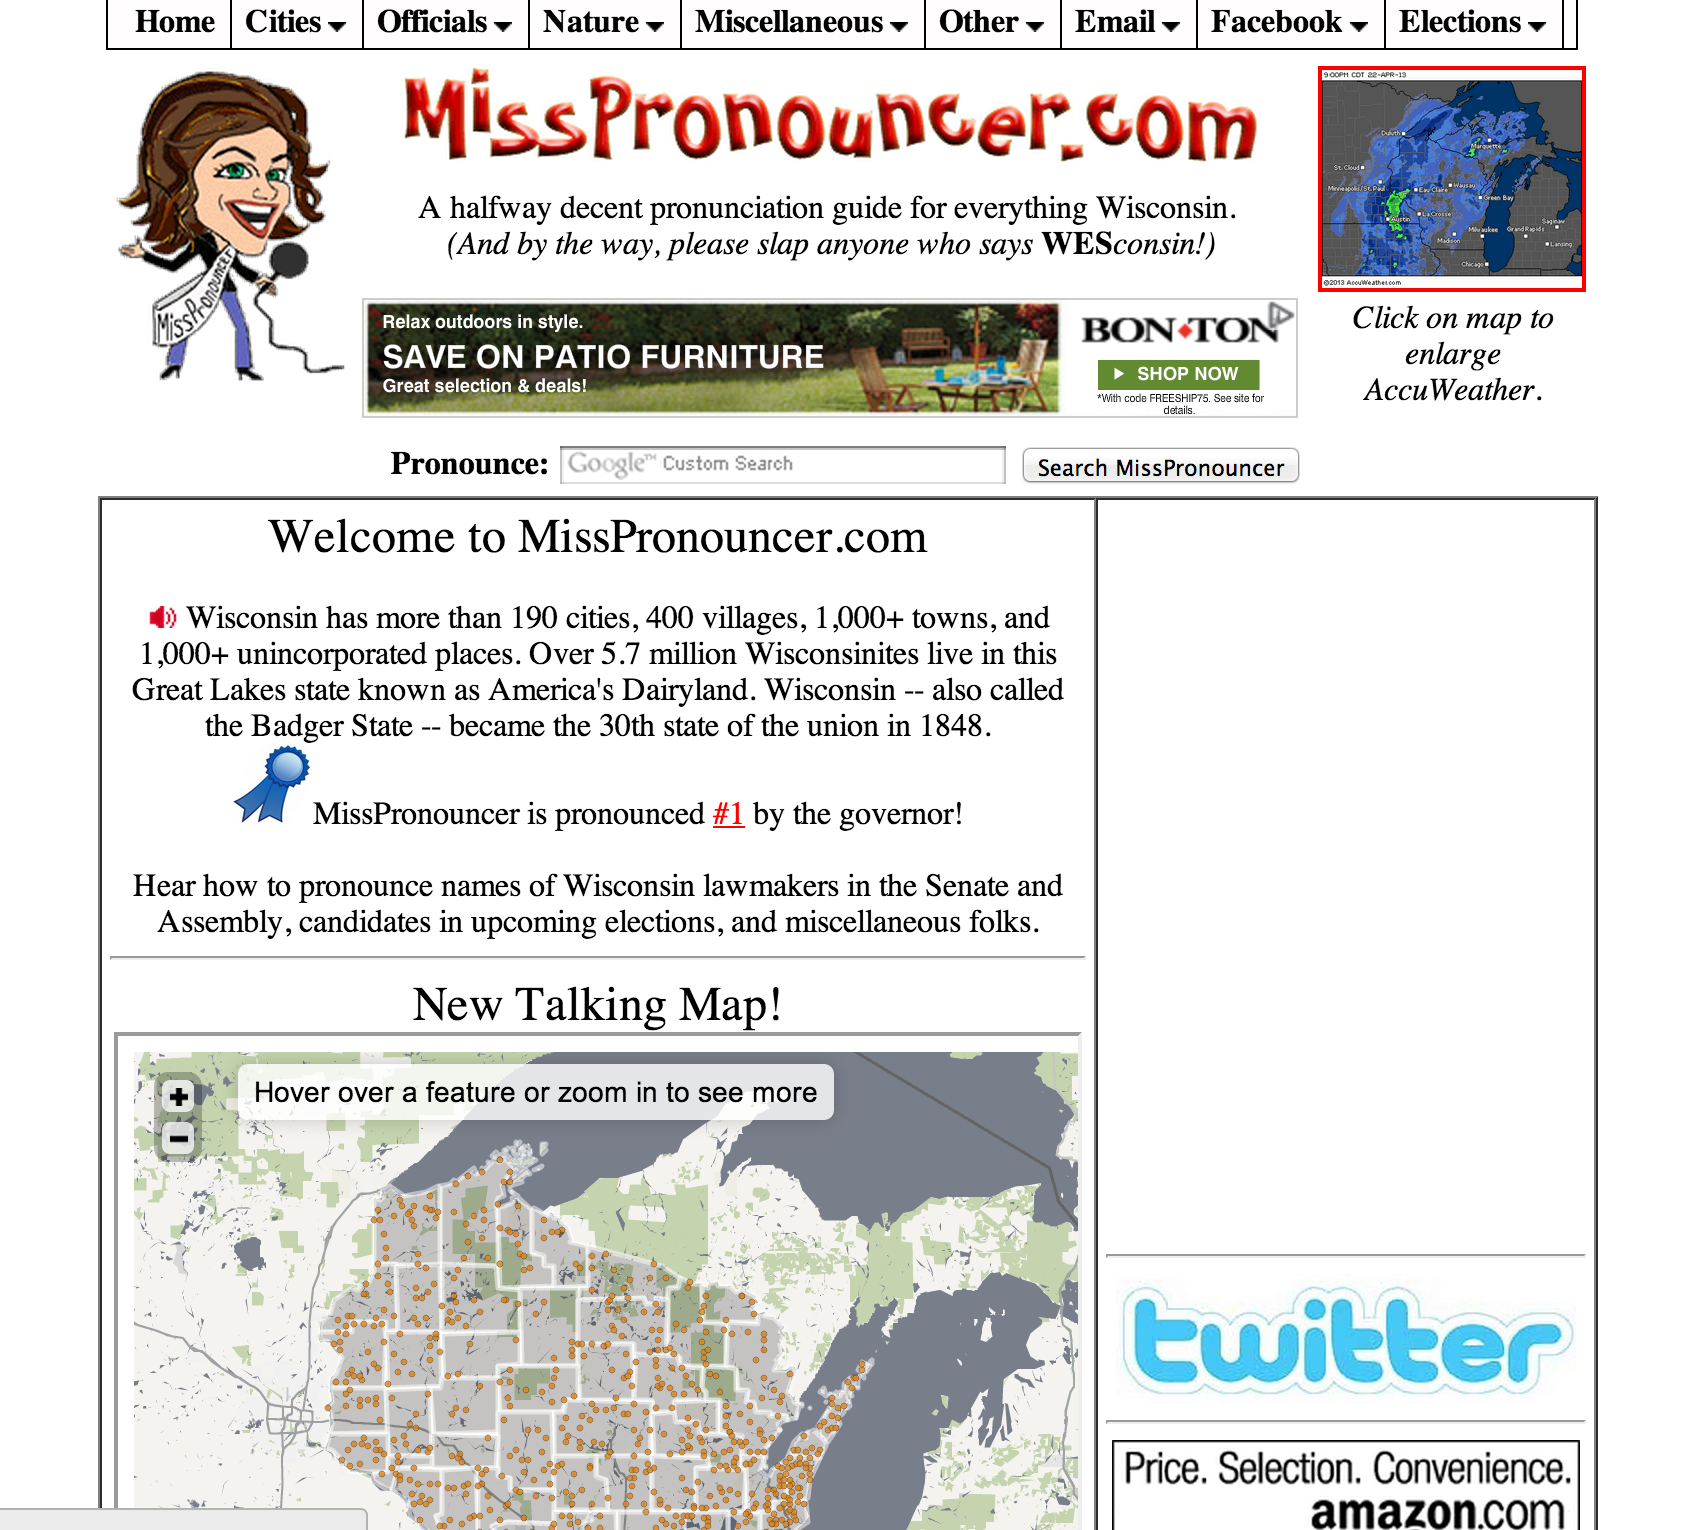 Home Cities Officials Nature Miscellaneous Other Email Facebook Elections
MissPronouncer.com
MissPronouncer
A halfway decent pronunciation guide for everything Wisconsin.
(And by the way, please slap anyone who says WESconsin!)
9:00PM CDT 22-APR-13
Duluth
Marquette
St. Cloud
Minneapolis/St. Paul
Eau Claire
Wausau
Green Bay
Austin
La Crosse
Saginaw
Madison
Milwaukee
Grand Rapids
Lansing
Chicago
©2013 AccuWeather.com
Click on map to
enlarge
AccuWeather.
Relax outdoors in style.
SAVE ON PATIO FURNITURE
Great selection & deals!
BON•TON
SHOP NOW
*With code FREESHIP75. See site for
details.
Pronounce: Google™ Custom Search Search MissPronouncer
Welcome to MissPronouncer.com
Wisconsin has more than 190 cities, 400 villages, 1,000+ towns, and
1,000+ unincorporated places. Over 5.7 million Wisconsinites live in this
Great Lakes state known as America's Dairyland. Wisconsin -- also called
the Badger State -- became the 30th state of the union in 1848.
MissPronouncer is pronounced #1 by the governor!
Hear how to pronounce names of Wisconsin lawmakers in the Senate and
Assembly, candidates in upcoming elections, and miscellaneous folks.
New Talking Map!
+
Hover over a feature or zoom in to see more
−
twitter
Price. Selection. Convenience.
amazon.com